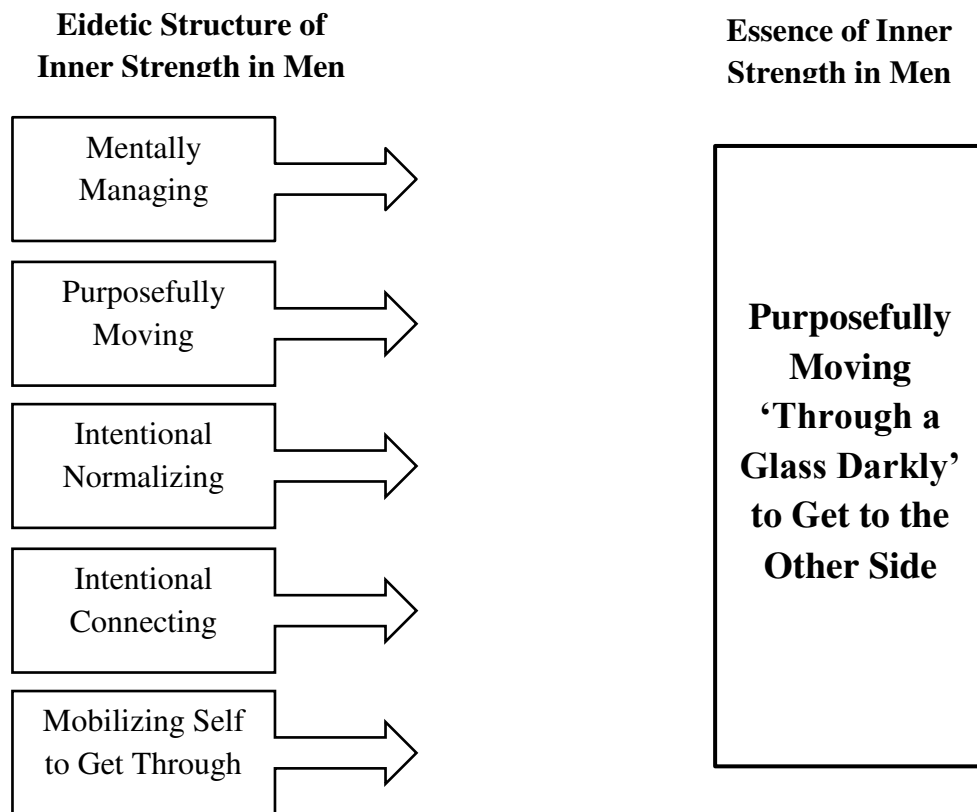 Eidetic Structure of
Inner Strength in Men
Mentally
Managing
Purposefully
Moving
Intentional
Normalizing
Intentional
Connecting
Mobilizing Self
to Get Through
Essence of Inner
Strength in Men
Purposefully
Moving
‘Through a
Glass Darkly’
to Get to the
Other Side